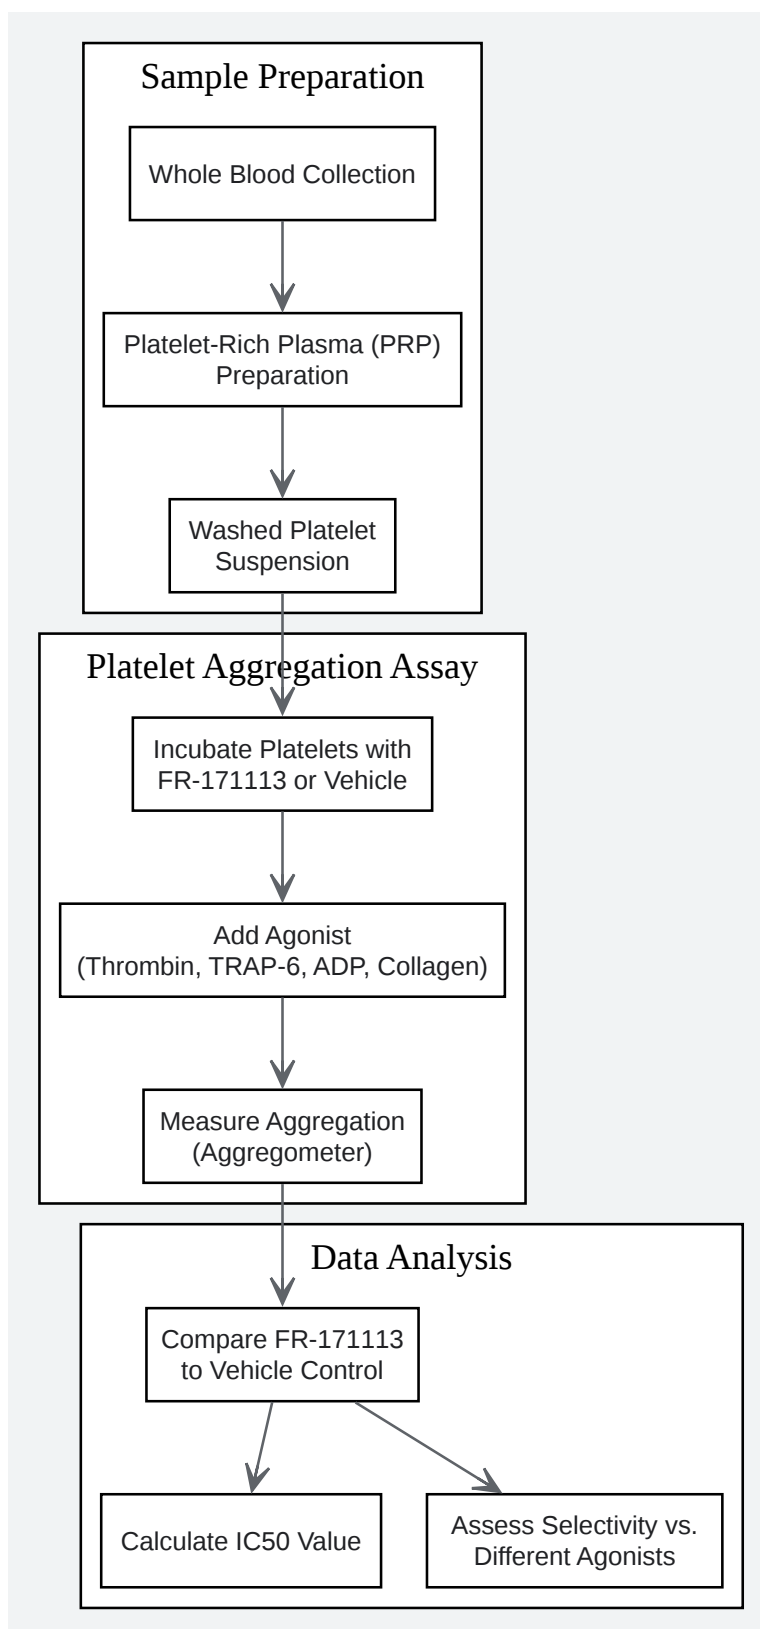 Sample Preparation
Whole Blood Collection
Platelet-Rich Plasma (PRP)
Preparation
Washed Platelet
Suspension
Platelet Aggregation Assay
Incubate Platelets with
FR-171113 or Vehicle
Add Agonist
(Thrombin, TRAP-6, ADP, Collagen)
Measure Aggregation
(Aggregometer)
Data Analysis
Compare FR-171113
to Vehicle Control
Calculate IC50 Value
Assess Selectivity vs.
Different Agonists